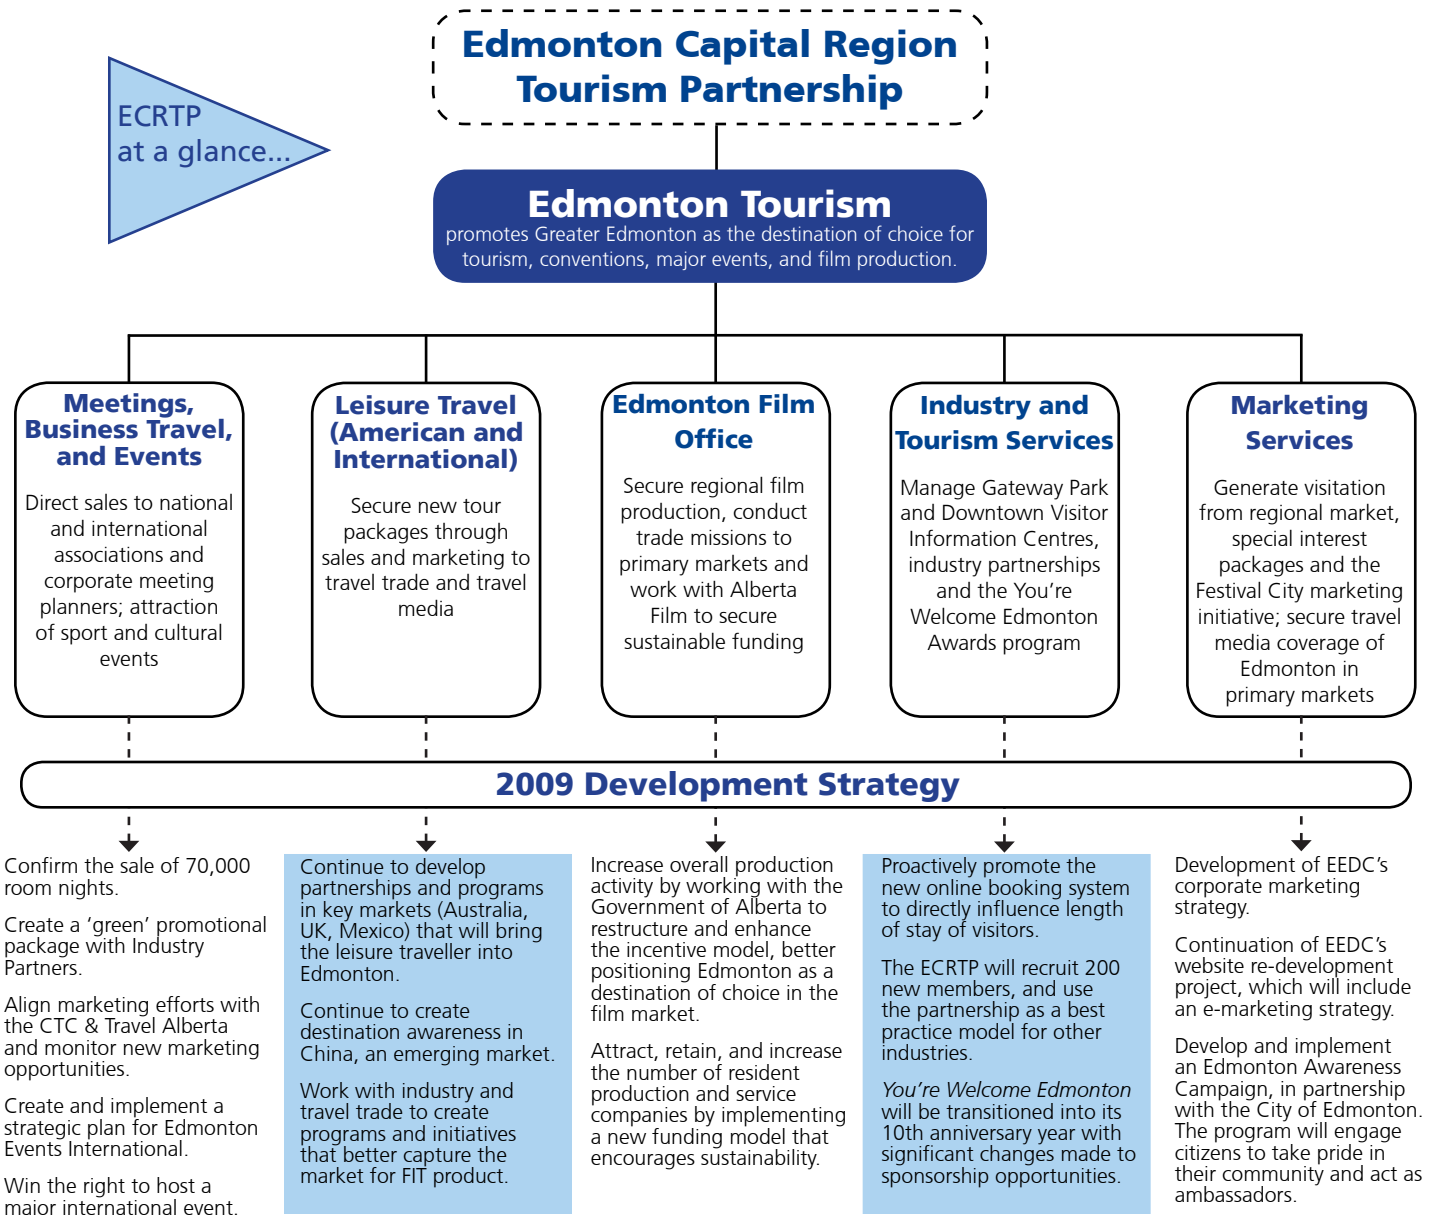 Edmonton Capital Region
Tourism Partnership
ECRTP
at a glance...
Edmonton Tourism
promotes Greater Edmonton as the destination of choice for
tourism, conventions, major events, and film production.
Meetings,
Business Travel,
and Events
Direct sales to national
and international
associations and
corporate meeting
planners; attraction
of sport and cultural
events
Leisure Travel
(American and
International)
Secure new tour
packages through
sales and marketing to
travel trade and travel
media
Edmonton Film
Office
Secure regional film
production, conduct
trade missions to
primary markets and
work with Alberta
Film to secure
sustainable funding
Industry and
Tourism Services
Manage Gateway Park
and Downtown Visitor
Information Centres,
industry partnerships
and the You’re
Welcome Edmonton
Awards program
Marketing
Services
Generate visitation
from regional market,
special interest
packages and the
Festival City marketing
initiative; secure travel
media coverage of
Edmonton in
primary markets
2009 Development Strategy
Confirm the sale of 70,000
room nights.
Create a ‘green’ promotional
package with Industry
Partners.
Align marketing efforts with
the CTC & Travel Alberta
and monitor new marketing
opportunities.
Create and implement a
strategic plan for Edmonton
Events International.
Win the right to host a
major international event.
Continue to develop
partnerships and programs
in key markets (Australia,
UK, Mexico) that will bring
the leisure traveller into
Edmonton.
Continue to create
destination awareness in
China, an emerging market.
Work with industry and
travel trade to create
programs and initiatives
that better capture the
market for FIT product.
Increase overall production
activity by working with the
Government of Alberta to
restructure and enhance
the incentive model, better
positioning Edmonton as a
destination of choice in the
film market.
Attract, retain, and increase
the number of resident
production and service
companies by implementing
a new funding model that
encourages sustainability.
Proactively promote the
new online booking system
to directly influence length
of stay of visitors.
The ECRTP will recruit 200
new members, and use
the partnership as a best
practice model for other
industries.
You’re Welcome Edmonton
will be transitioned into its
10th anniversary year with
significant changes made to
sponsorship opportunities.
Development of EEDC’s
corporate marketing
strategy.
Continuation of EEDC’s
website re-development
project, which will include
an e-marketing strategy.
Develop and implement
an Edmonton Awareness
Campaign, in partnership
with the City of Edmonton.
The program will engage
citizens to take pride in
their community and act as
ambassadors.